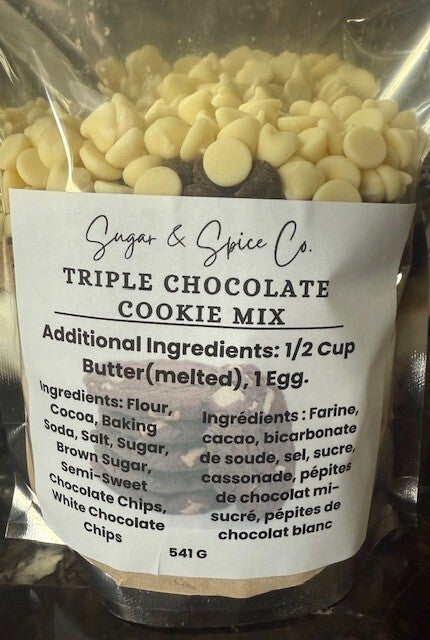 Sugar & Spice Co.
TRIPLE CHOCOLATE
COOKIE MIX
Additional Ingredients: 1/2 Cup
Butter(melted), 1 Egg.
Ingredients: Flour,
Cocoa, Baking
Soda, Salt, Sugar,
Brown Sugar,
Semi-Sweet
Chocolate Chips,
White Chocolate
Chips
Ingrédients : Farine,
cacao, bicarbonate
de soude, sel, sucre,
cassonade, pépites
de chocolat mi-
sucré, pépites de
chocolat blanc
541 G